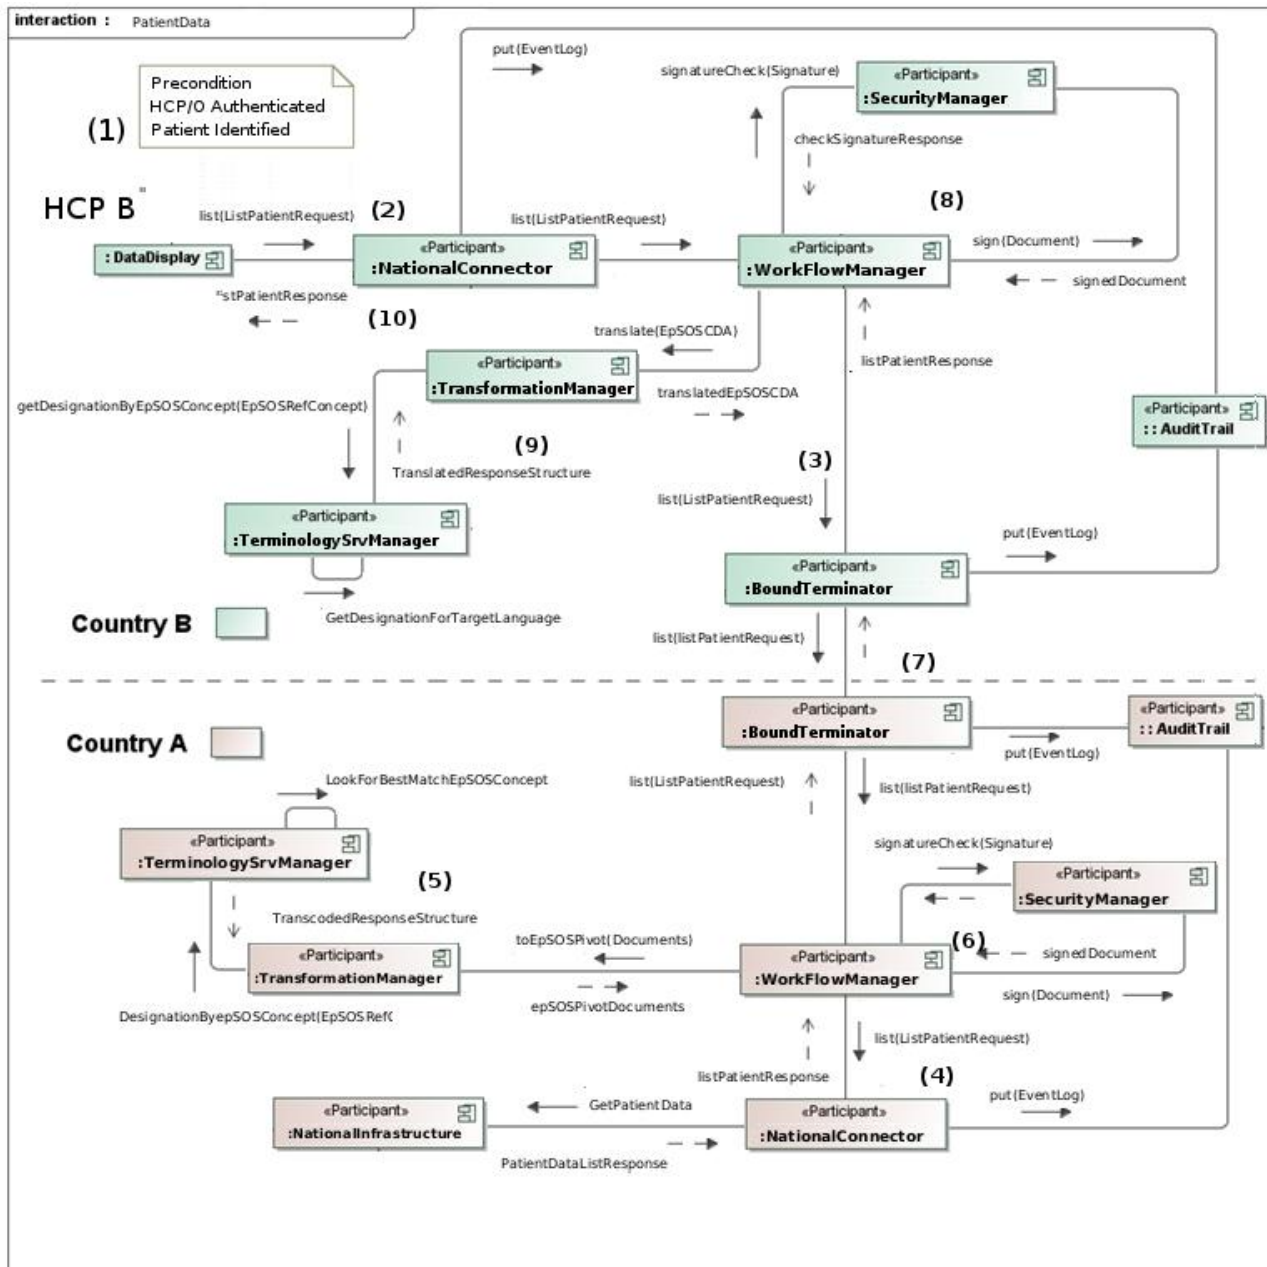 interaction : PatientData
put(EventLog)
signatureCheck(Signature)
«Participant»
:SecurityManager
Precondition
HCP/O Authenticated
Patient Identified
(1)
checkSignatureResponse
HCP B"
list(ListPatientRequest)
(2)
list(ListPatientRequest)
(8)
: DataDisplay
«Participant»
:NationalConnector
«Participant»
:WorkFlowManager
sign(Document)
signedDocument
stPatientResponse
(10)
translate(EpSOSCDA)
listPatientResponse
«Participant»
:TransformationManager
translatedEpSOSCDA
getDesignationByEpSOSConcept(EpSOSRefConcept)
«Participant»
: : AuditTrail
(9)
TranslatedResponseStructure
(3)
list(ListPatientRequest)
«Participant»
:TerminologySrvManager
put(EventLog)
«Participant»
:BoundTerminator
GetDesignationForTargetLanguage
Country B
list(listPatientRequest)
(7)
Country A
«Participant»
:BoundTerminator
«Participant»
: : AuditTrail
put(EventLog)
LookForBestMatchEpSOSConcept
list(ListPatientRequest)
list(listPatientRequest)
«Participant»
:TerminologySrvManager
signatureCheck(Signature)
(5)
«Participant»
:SecurityManager
TranscodedResponseStructure
toEpSOSPivot(Documents)
(6)
signedDocument
«Participant»
:TransformationManager
«Participant»
:WorkFlowManager
sign(Document)
epSOSPivotDocuments
DesignationByepSOSConcept(EpSOSRef(
list(ListPatientRequest)
listPatientResponse
(4)
«Participant»
:NationalInfrastructure
GetPatientData
«Participant»
:NationalConnector
put(EventLog)
PatientDataListResponse